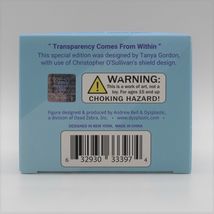 " Transparency Comes From Within "
This special edition was designed by Tanya Gordon,
with use of Christopher O'Sullivan's shield design.
WARNING:
This is a work of art, not a
toy. For ages 15 and up
CHOKING HAZARD!
Figure designed & produced by Andrew Bell & Dyzplastic,
a division of Dead Zebra, Inc. www.dyzplastic.com
DESIGNED IN NEW YORK. MADE IN CHINA
6 32930 33397 4